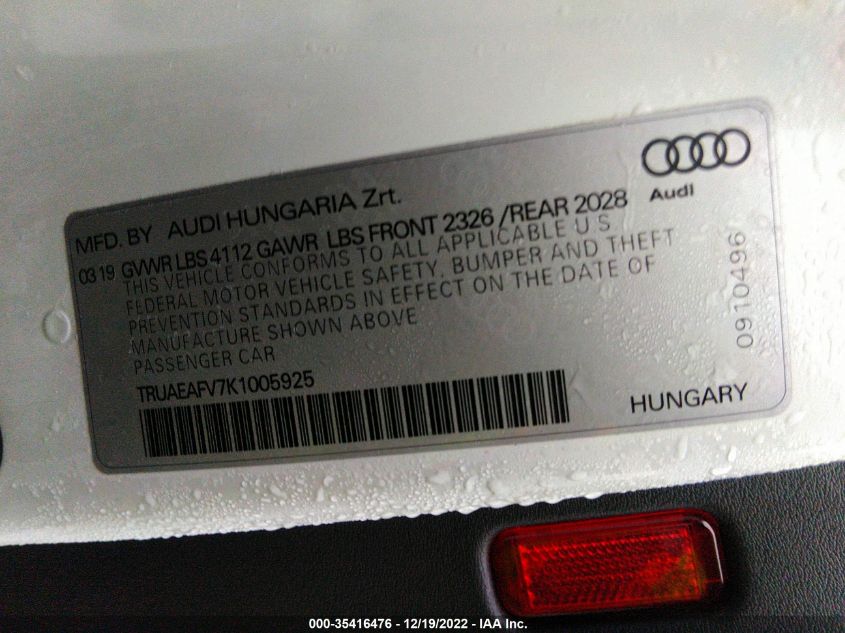 Audi
MFD. BY AUDI HUNGARIA Zrt.
03 19 GVWR LBS 4112 GAWR LBS FRONT 2326 /REAR 2028
THIS VEHICLE CONFORMS TO ALL APPLICABLE U S
FEDERAL MOTOR VEHICLE SAFETY, BUMPER AND THEFT
PREVENTION STANDARDS IN EFFECT ON THE DATE OF
MANUFACTURE SHOWN ABOVE
PASSENGER CAR
TRUAEAFV7K1005925
HUNGARY
0910496
000-35416476 - 12/19/2022 - IAA Inc.